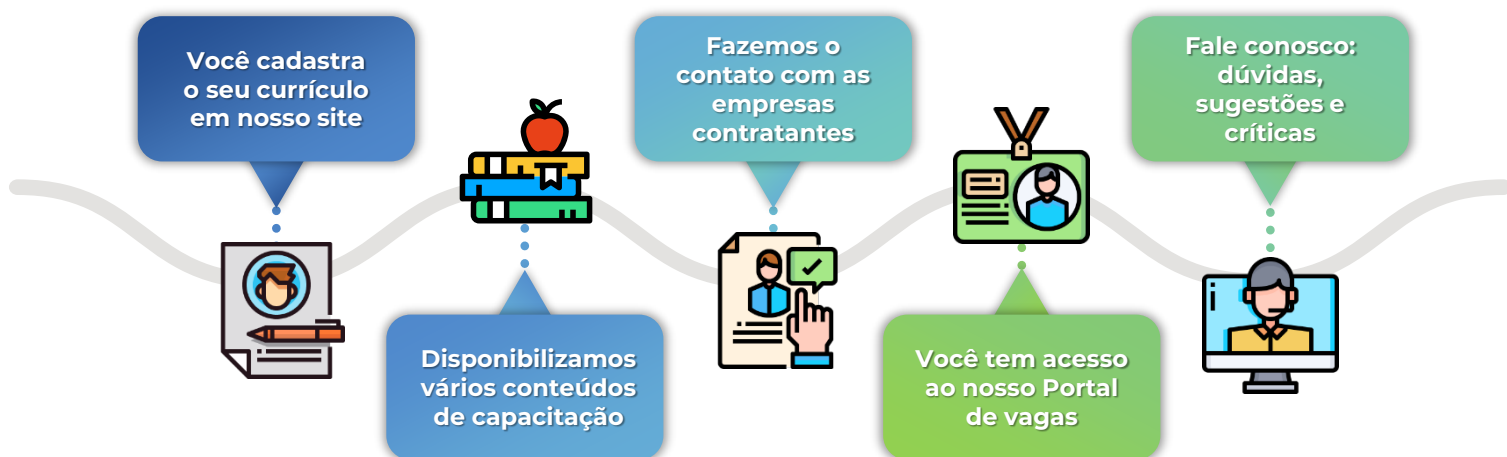 Você cadastra
o seu currículo
em nosso site
Disponibilizamos
vários conteúdos
de capacitação
Fazemos o
contato com as
empresas
contratantes
Você tem acesso
ao nosso Portal
de vagas
Fale conosco:
dúvidas,
sugestões e
críticas